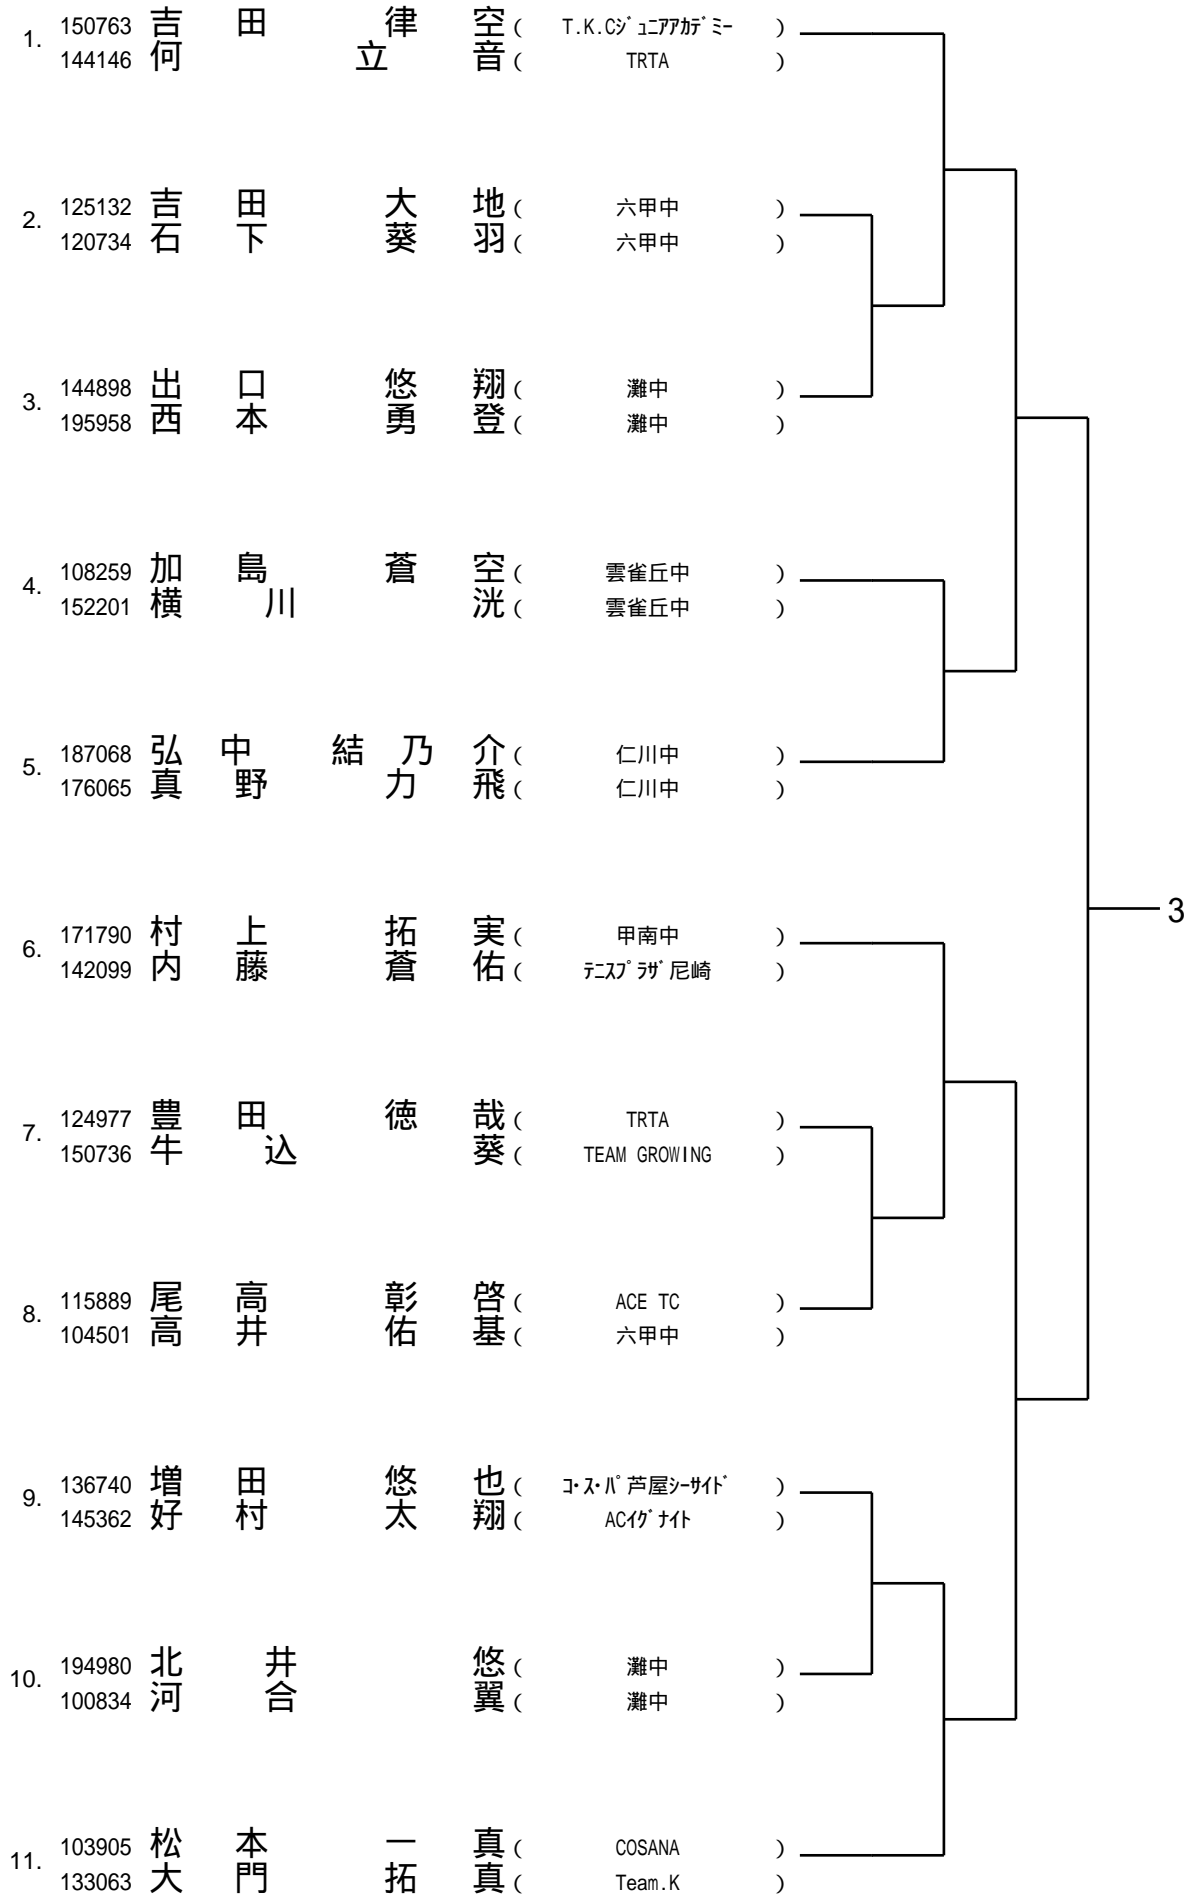 1. 150763 吉田 律空 ( T.K.Cｼﾞｭﾆｱｱｶﾃﾞﾐｰ )
144146 何 立音 ( TRTA )
2. 125132 吉田 大地 ( 六甲中 )
120734 石下 葵羽 ( 六甲中 )
3. 144898 出口 悠翔 ( 灘中 )
195958 西本 勇登 ( 灘中 )
4. 108259 加島 蒼空 ( 雲雀丘中 )
152201 横川 洸 ( 雲雀丘中 )
5. 187068 弘中 結乃介 ( 仁川中 )
176065 真野 力飛 ( 仁川中 )
3
6. 171790 村上 拓実 ( 甲南中 )
142099 内藤 蒼佑 ( ﾃﾆｽﾌﾟﾗｻﾞ尼崎 )
7. 124977 豊田 徳哉 ( TRTA )
150736 牛込 葵 ( TEAM GROWING )
8. 115889 尾高 彰啓 ( ACE TC )
104501 高井 佑基 ( 六甲中 )
9. 136740 増田 悠也 ( ｺ･ｽ･ﾊﾟ芦屋ｼｰｻｲﾄﾞ )
145362 好村 太翔 ( ACｲｸﾞﾅｲﾄ )
10. 194980 北井 悠 ( 灘中 )
100834 河合 翼 ( 灘中 )
11. 103905 松本 一真 ( COSANA )
133063 大門 拓真 ( Team.K )